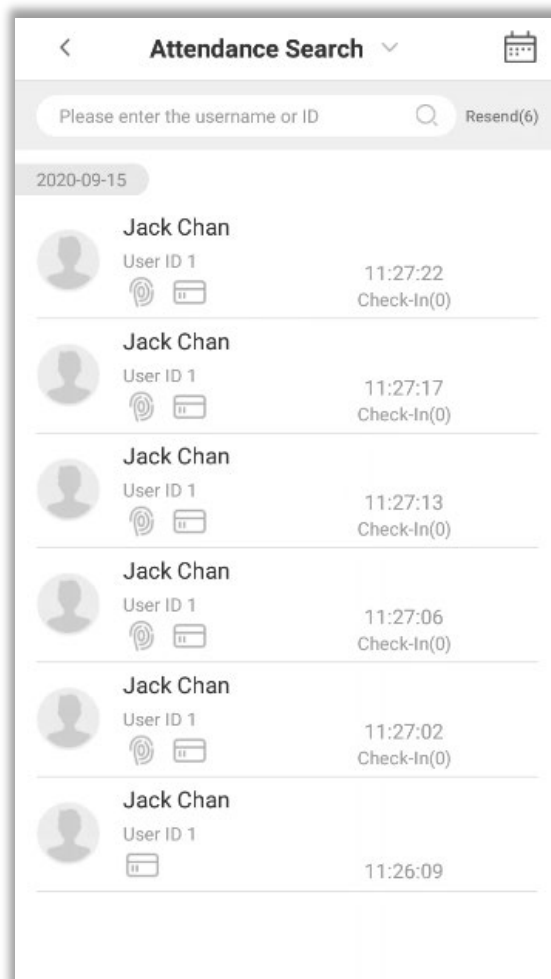 Attendance Search
Please enter the username or ID
Resend(6)
2020-09-15
Jack Chan
User ID 1
11:27:22
Check-In(0)
Jack Chan
User ID 1
11:27:17
Check-In(0)
Jack Chan
User ID 1
11:27:13
Check-In(0)
Jack Chan
User ID 1
11:27:06
Check-In(0)
Jack Chan
User ID 1
11:27:02
Check-In(0)
Jack Chan
User ID 1
11:26:09